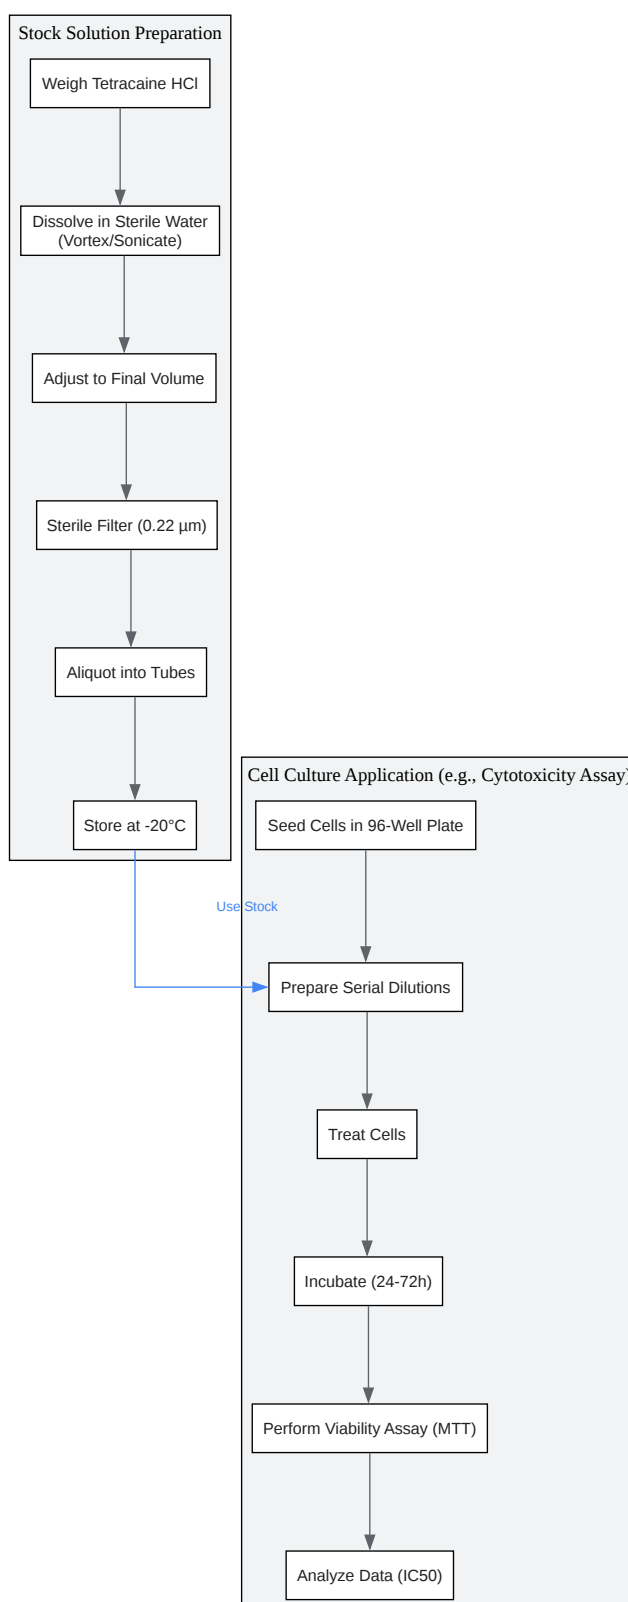 Stock Solution Preparation
Weigh Tetracaine HCl
Dissolve in Sterile Water
(Vortex/Sonicate)
Adjust to Final Volume
Sterile Filter (0.22 µm)
Aliquot into Tubes
Store at -20°C
Use Stock
Cell Culture Application (e.g., Cytotoxicity Assay)
Seed Cells in 96-Well Plate
Prepare Serial Dilutions
Treat Cells
Incubate (24-72h)
Perform Viability Assay (MTT)
Analyze Data (IC50)